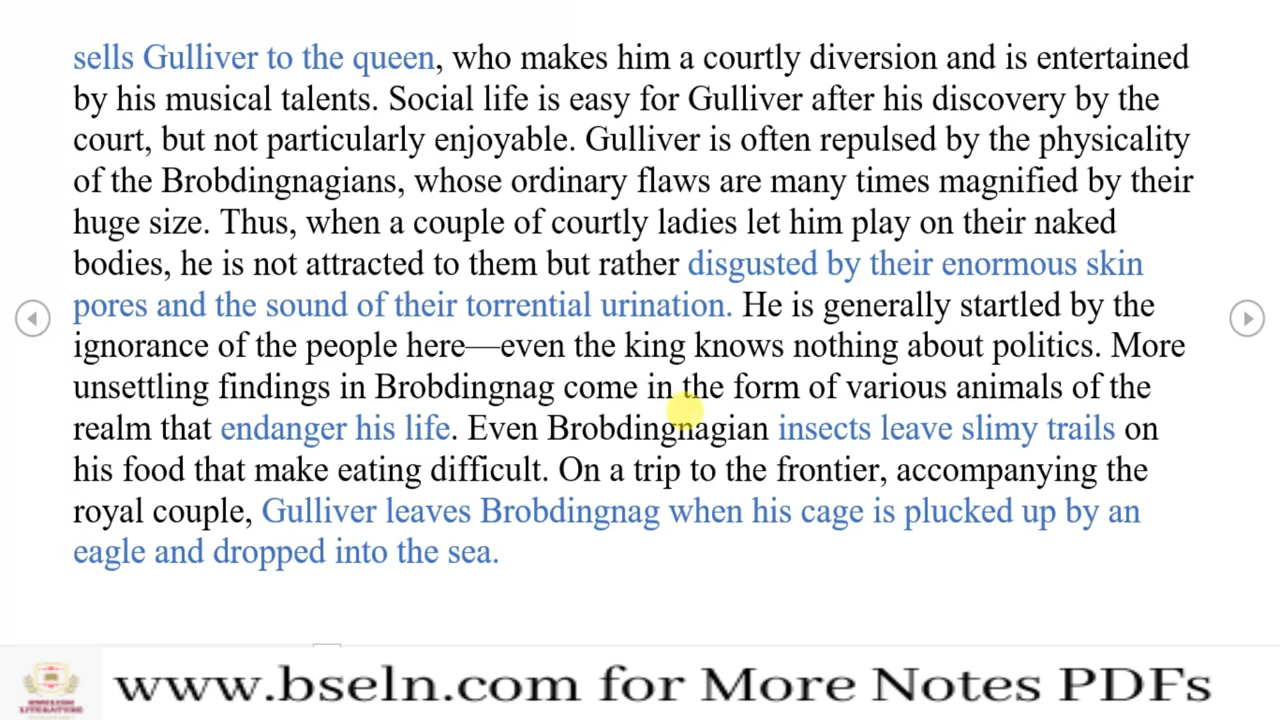 sells Gulliver to the queen, who makes him a courtly diversion and is entertained
by his musical talents. Social life is easy for Gulliver after his discovery by the
court, but not particularly enjoyable. Gulliver is often repulsed by the physicality
of the Brobdingnagians, whose ordinary flaws are many times magnified by their
huge size. Thus, when a couple of courtly ladies let him play on their naked
bodies, he is not attracted to them but rather disgusted by their enormous skin
pores and the sound of their torrential urination. He is generally startled by the
ignorance of the people here—even the king knows nothing about politics. More
unsettling findings in Brobdingnag come in the form of various animals of the
realm that endanger his life. Even Brobdingnagian insects leave slimy trails on
his food that make eating difficult. On a trip to the frontier, accompanying the
royal couple, Gulliver leaves Brobdingnag when his cage is plucked up by an
eagle and dropped into the sea.
ENGLISH
LITERATURE
www.bseln.com for More Notes PDFs